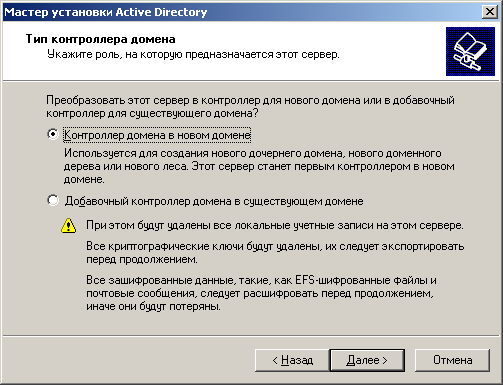 Мастер установки Active Directory
Тип контроллера домена
Укажите роль, на которую предназначается этот сервер.
Преобразовать этот сервер в контроллер для нового домена или в добавочный
контроллер для существующего домена?
Контроллер домена в новом домене
Используется для создания нового дочернего домена, нового доменного
дерева или нового леса. Этот сервер станет первым контроллером в новом
домене.
Добавочный контроллер домена в существующем домене
При этом будут удалены все локальные учетные записи на этом сервере.
Все криптографические ключи будут удалены, их следует экспортировать
перед продолжением.
Все зашифрованные данные, такие, как EFS-шифрованные файлы и
почтовые сообщения, следует расшифровать перед продолжением,
иначе они будут потеряны.
< Назад Далее > Отмена